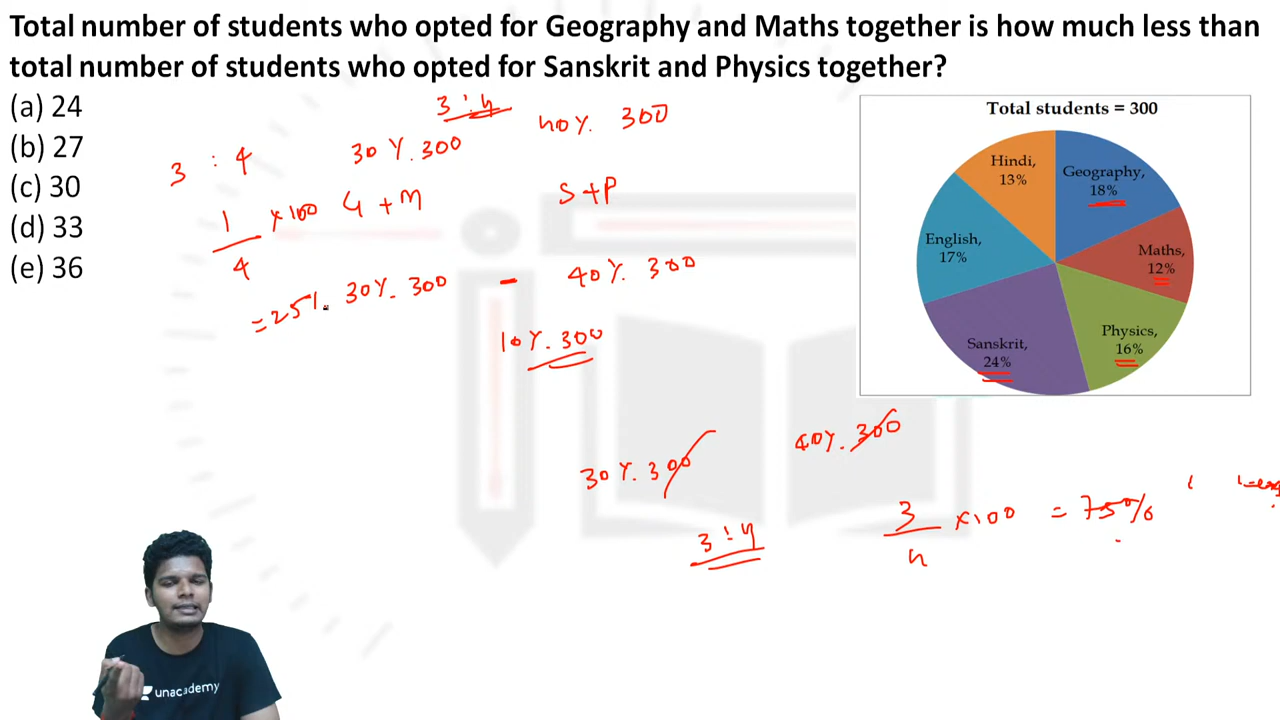 Total number of students who opted for Geography and Maths together is how much less than
total number of students who opted for Sanskrit and Physics together?
(a) 24
(b) 27
(c) 30
(d) 33
(e) 36
3 : 4
40%. 300
3 : 4
30%. 300
1/4 × 100
G + M
S + P
= 25%
30%. 300 - 40%. 300
10%. 300
30%. 300
40%. 300
3 : 4
3/4 × 100 = 75%
Total students = 300
Hindi,
13%
Geography,
18%
English,
17%
Maths,
12%
Physics,
16%
Sanskrit,
24%
unacademy